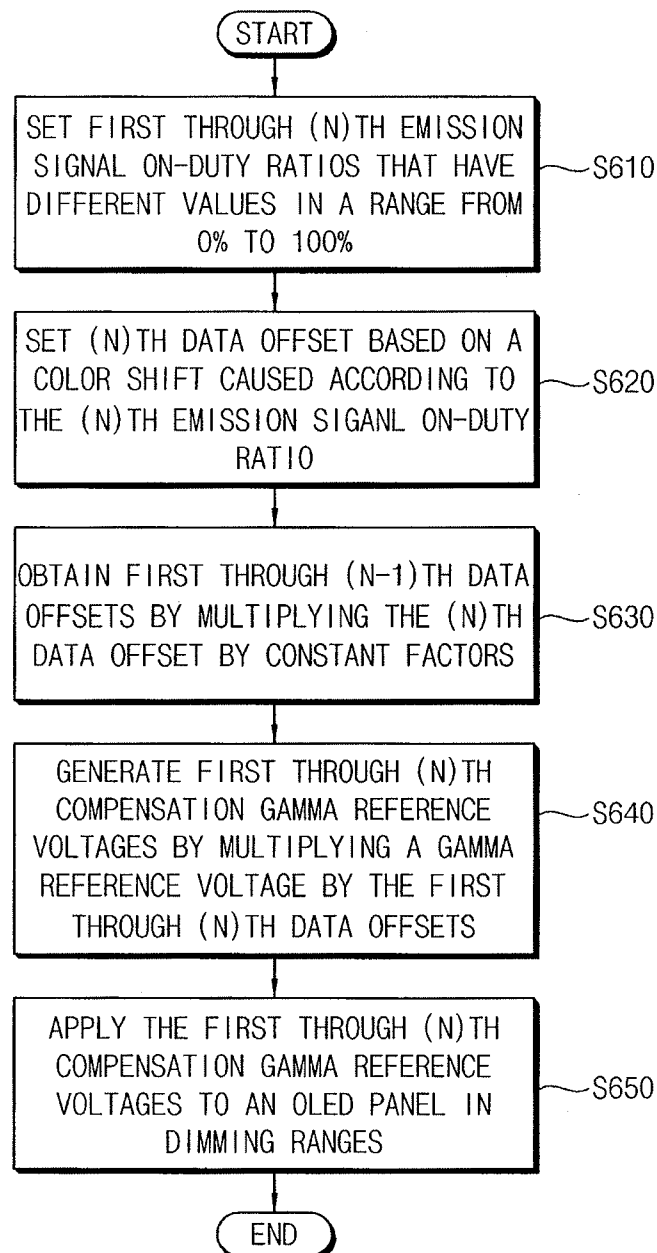 START
SET FIRST THROUGH (N)TH EMISSION
SIGNAL ON-DUTY RATIOS THAT HAVE
DIFFERENT VALUES IN A RANGE FROM
0% TO 100%
S610
SET (N)TH DATA OFFSET BASED ON A
COLOR SHIFT CAUSED ACCORDING TO
THE (N)TH EMISSION SIGANL ON-DUTY
RATIO
S620
OBTAIN FIRST THROUGH (N-1)TH DATA
OFFSETS BY MULTIPLYING THE (N)TH
DATA OFFSET BY CONSTANT FACTORS
S630
GENERATE FIRST THROUGH (N)TH
COMPENSATION GAMMA REFERENCE
VOLTAGES BY MULTIPLYING A GAMMA
REFERENCE VOLTAGE BY THE FIRST
THROUGH (N)TH DATA OFFSETS
S640
APPLY THE FIRST THROUGH (N)TH
COMPENSATION GAMMA REFERENCE
VOLTAGES TO AN OLED PANEL IN
DIMMING RANGES
S650
END